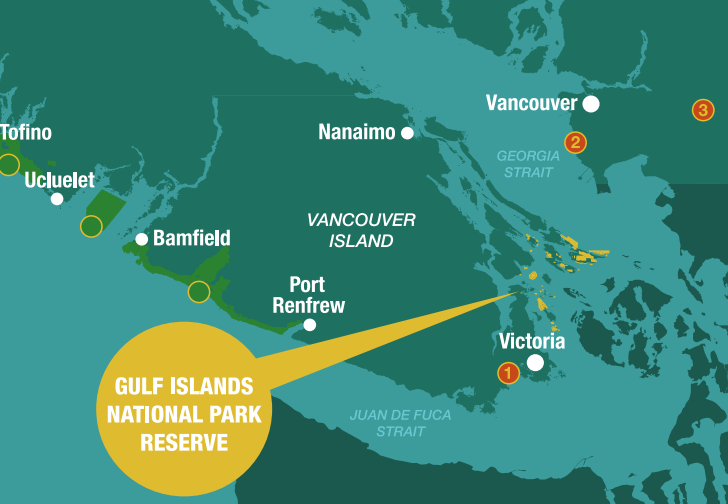 Vancouver
3
Tofino
Nanaimo
2
GEORGIA
STRAIT
Ucluelet
VANCOUVER
ISLAND
Bamfield
Port
Renfrew
Victoria
1
GULF ISLANDS
NATIONAL PARK
RESERVE
JUAN DE FUCA
STRAIT